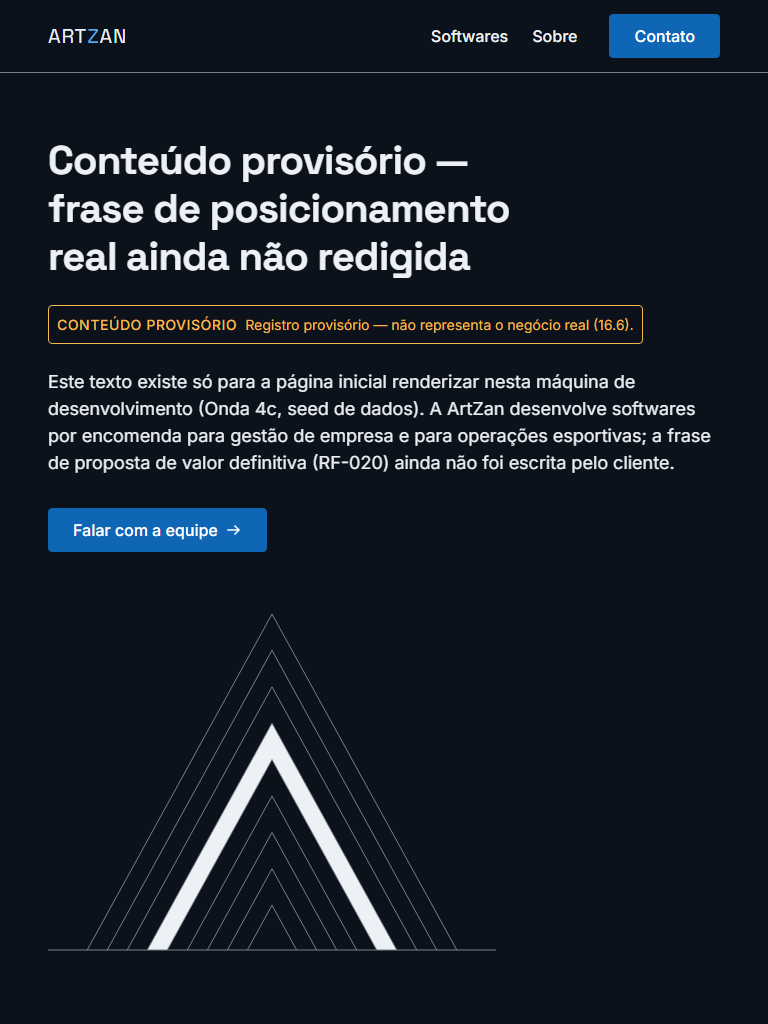 ARTZAN
Softwares Sobre Contato
Conteúdo provisório —
frase de posicionamento
real ainda não redigida
CONTEÚDO PROVISÓRIO Registro provisório — não representa o negócio real (16.6).
Este texto existe só para a página inicial renderizar nesta máquina de
desenvolvimento (Onda 4c, seed de dados). A ArtZan desenvolve softwares
por encomenda para gestão de empresa e para operações esportivas; a frase
de proposta de valor definitiva (RF-020) ainda não foi escrita pelo cliente.
Falar com a equipe →